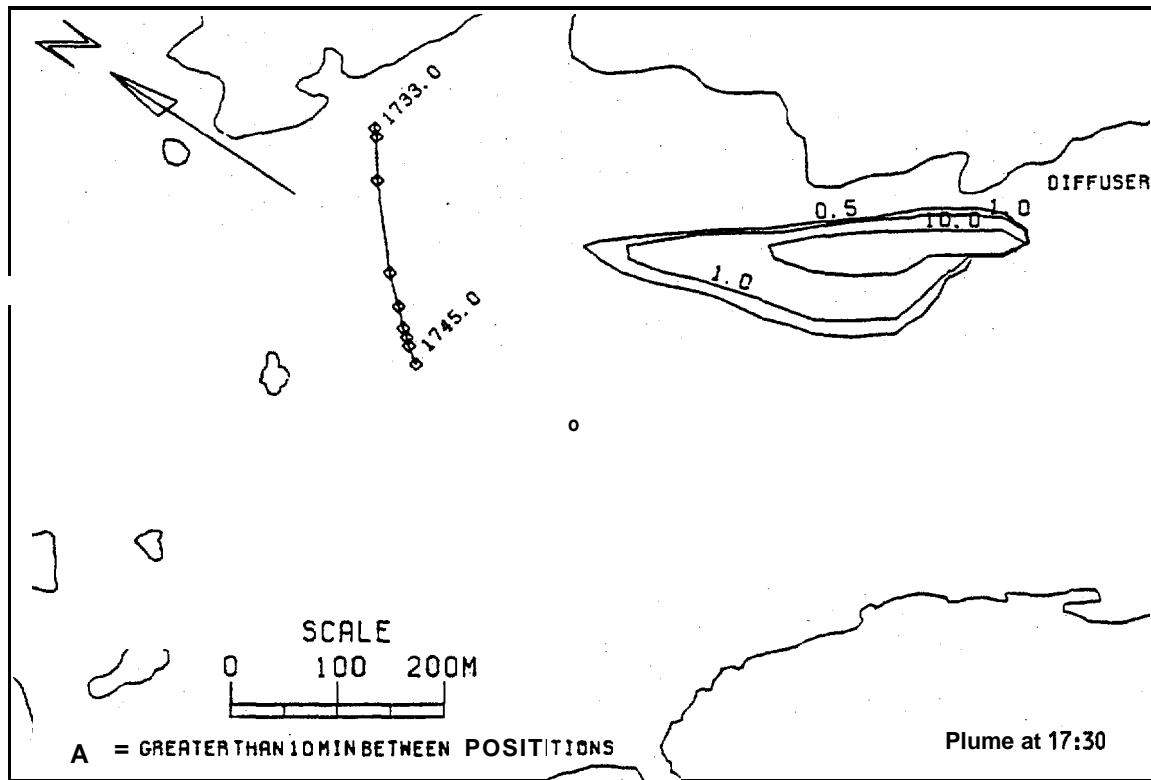 N
1733.0
DIFFUSER
0.5
1.0
10.0
1.0
1745.0
SCALE
0 100 200M
A = GREATER THAN 10 MIN BETWEEN POSITITIONS
Plume at 17:30